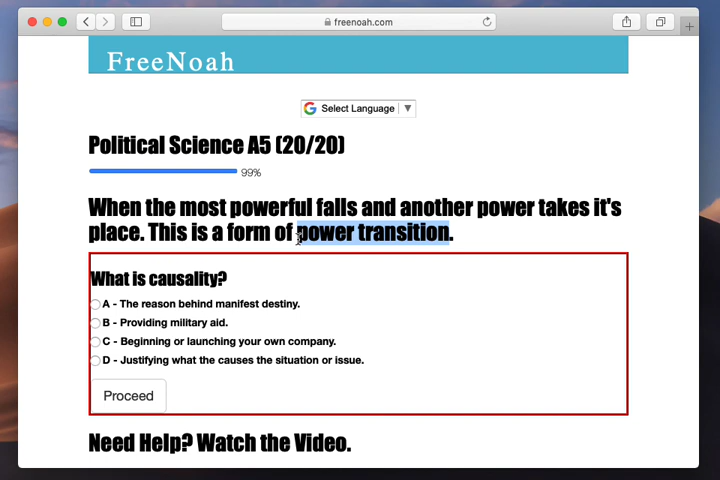 freenoah.com
FreeNoah
Select Language
Political Science A5 (20/20)
99%
When the most powerful falls and another power takes it's
place. This is a form of power transition.
What is causality?
A - The reason behind manifest destiny.
B - Providing military aid.
C - Beginning or launching your own company.
D - Justifying what the causes the situation or issue.
Proceed
Need Help? Watch the Video.